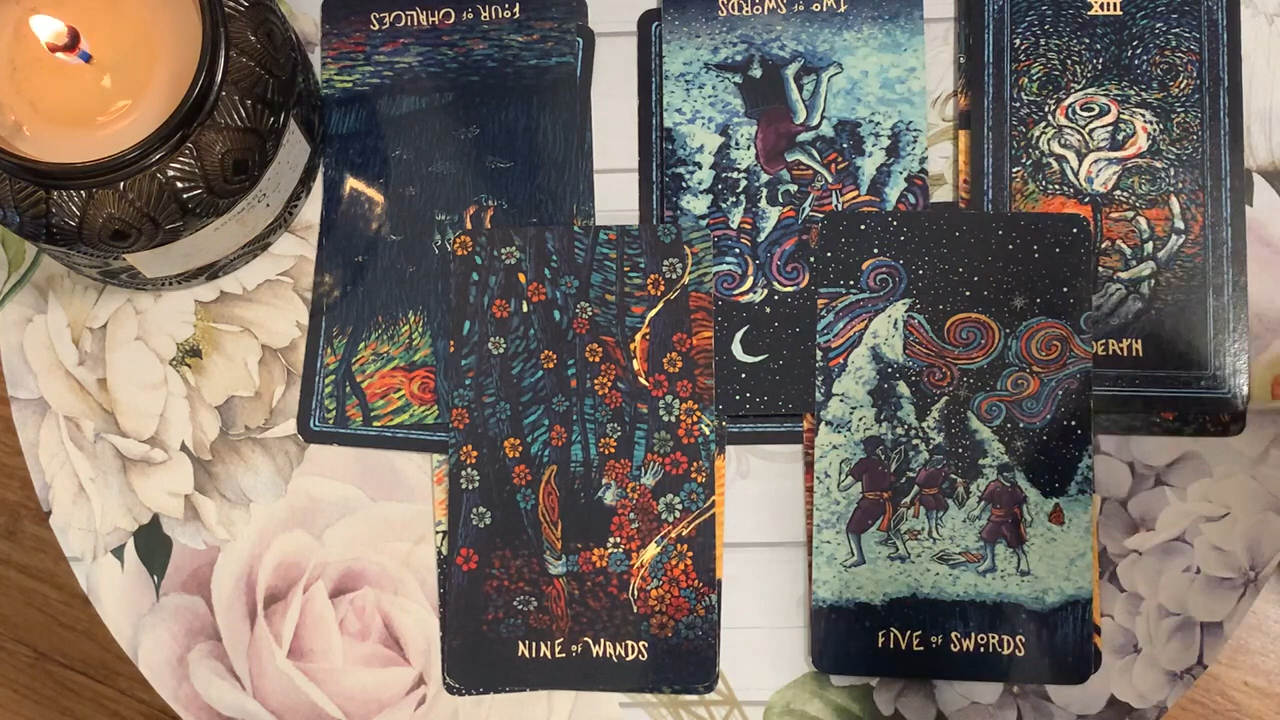 FOUR OF CHALICES
TWO OF SWORDS
XIII
DEATH
NINE OF WANDS
FIVE OF SWORDS